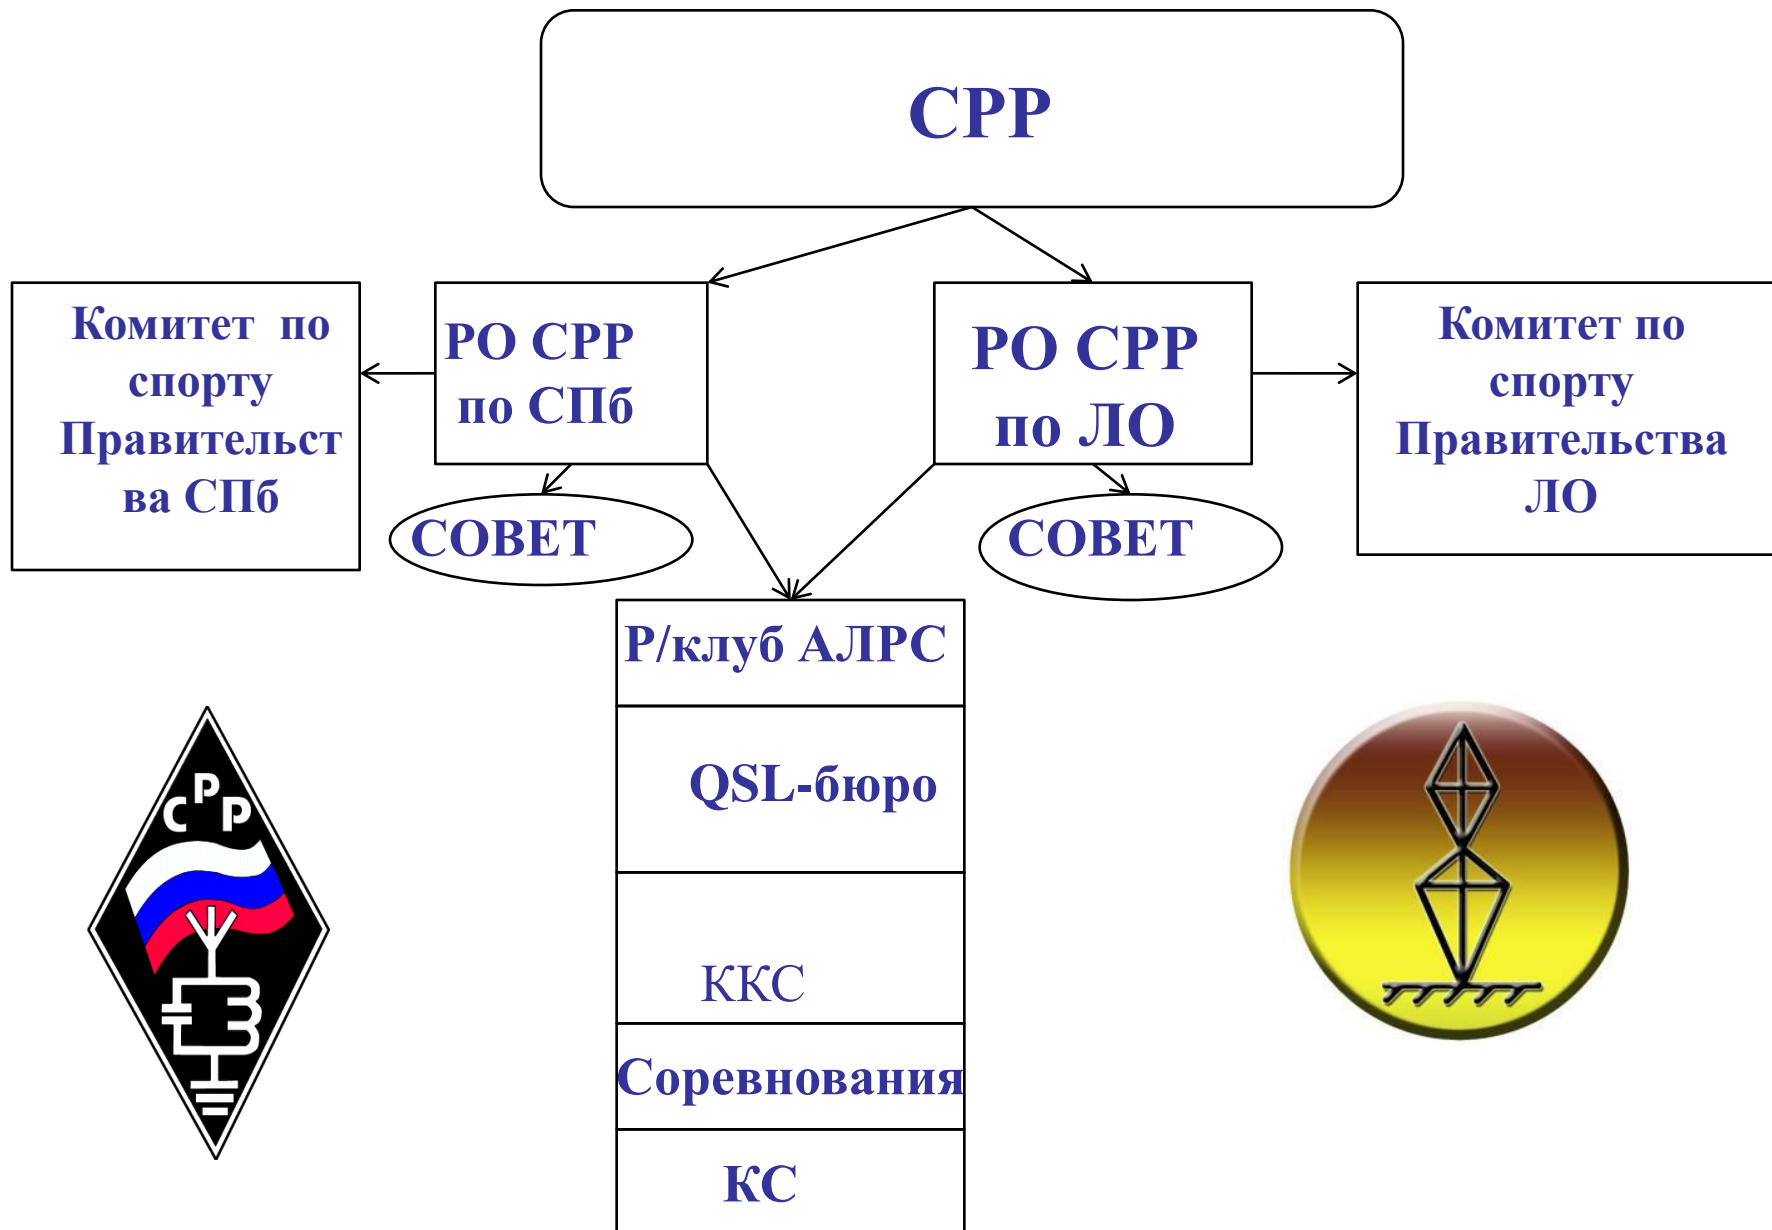 СРР
Комитет по
спорту
Правительст
ва СПб
РО СРР
по СПб
РО СРР
по ЛО
Комитет по
спорту
Правительства
ЛО
СОВЕТ
СОВЕТ
Р/клуб АЛРС
QSL-бюро
ККС
Соревнования
КС
СРР